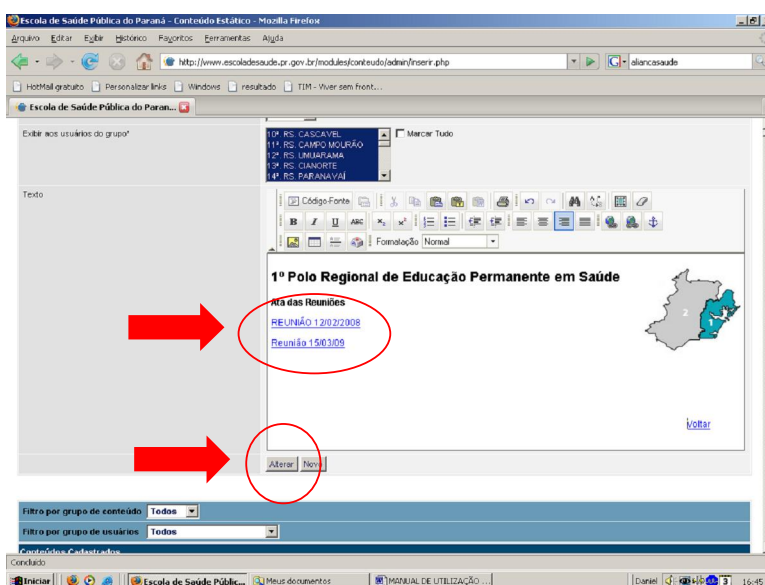 Escola de Saúde Pública do Paraná - Conteúdo Estático - Mozilla Firefox
Arquivo Editar Exibir Histórico Favoritos Ferramentas Ajuda
http://www.escoladesaude.pr.gov.br/modules/conteudo/admin/inserir.php
G aliancasaude
HotMail gratuito Personalizar links Windows resultado TIM - Viver sem front...
Escola de Saúde Pública do Paran...
Exibir aos usuários do grupo*
10ª. RS. CASCAVEL
11ª. RS. CAMPO MOURÃO
12ª. RS. UMUARAMA
13ª. RS. CIANORTE
14ª. RS. PARANAVAÍ
Marcar Tudo
Texto
Código-Fonte
B I U ABC x₂ x²
Formatação Normal
1º Polo Regional de Educação Permanente em Saúde
Ata das Reuniões
REUNIÃO 12/02/2008
Reunião 15/03/09
2
1
Voltar
Alterar Novo
Filtro por grupo de conteúdo Todos
Filtro por grupo de usuários Todos
Conteúdos Cadastrados
Concluído
Iniciar Escola de Saúde Públic... Meus documentos MANUAL DE UTILIZAÇÃO ... Daniel 3 16:45